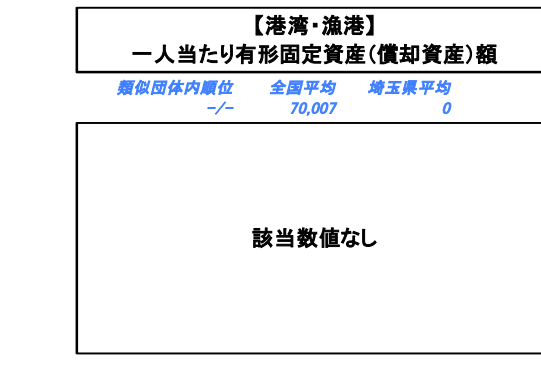 【港湾・漁港】
一人当たり有形固定資産（償却資産）額
類似団体内順位 全国平均 埼玉県平均
-/- 70,007 0
該当数値なし